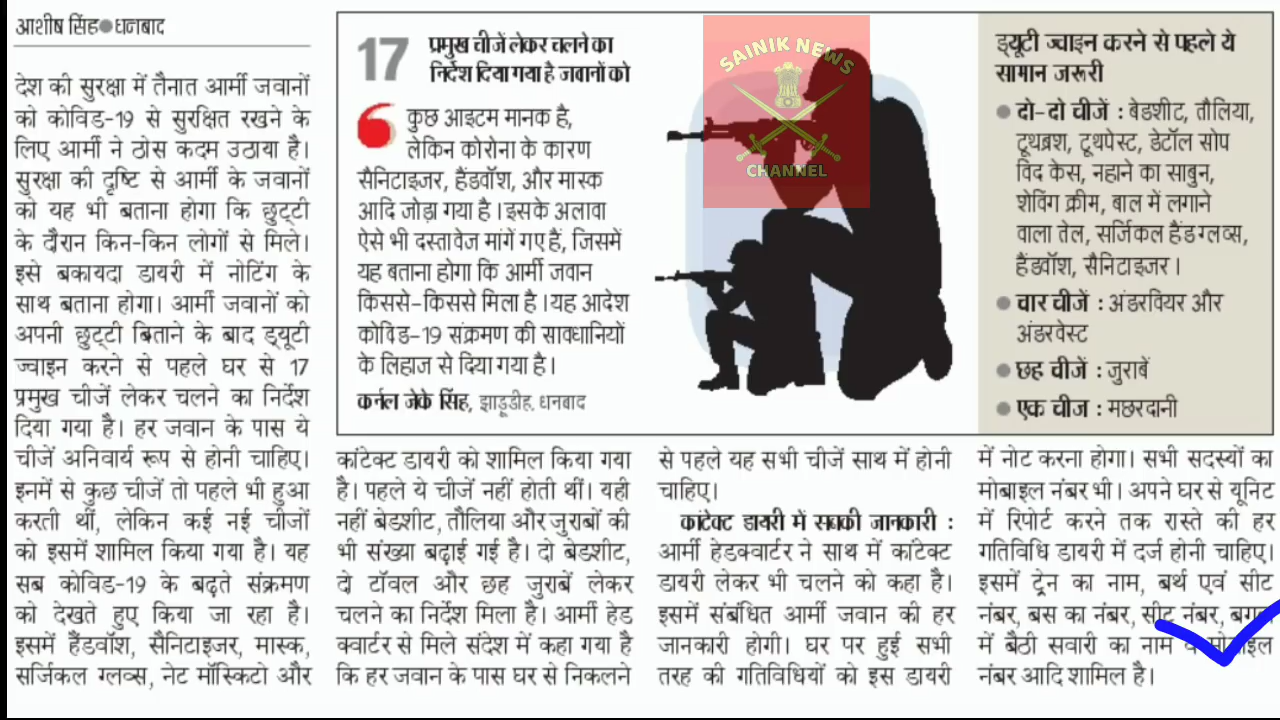 आशीष सिंह●धनबाद
देश की सुरक्षा में तैनात आर्मी जवानों
को कोविड-19 से सुरक्षित रखने के
लिए आर्मी ने ठोस कदम उठाया है।
सुरक्षा की दृष्टि से आर्मी के जवानों
को यह भी बताना होगा कि छुट्टी
के दौरान किन-किन लोगों से मिले।
इसे बकायदा डायरी में नोटिंग के
साथ बताना होगा। आर्मी जवानों को
अपनी छुट्टी बिताने के बाद ड्यूटी
ज्वाइन करने से पहले घर से 17
प्रमुख चीजें लेकर चलने का निर्देश
दिया गया है। हर जवान के पास ये
चीजें अनिवार्य रूप से होनी चाहिए।
इनमें से कुछ चीजें तो पहले भी हुआ
करती थीं, लेकिन कई नई चीजों
को इसमें शामिल किया गया है। यह
सब कोविड-19 के बढ़ते संक्रमण
को देखते हुए किया जा रहा है।
इसमें हैंडवॉश, सैनिटाइजर, मास्क,
सर्जिकल ग्लव्स, नेट मॉस्किटो और
17 प्रमुख चीजें लेकर चलने का
निर्देश दिया गया है जवानों को
कुछ आइटम मानक है,
लेकिन कोरोना के कारण
सैनिटाइजर, हैंडवॉश, और मास्क
आदि जोड़ा गया है। इसके अलावा
ऐसे भी दस्तावेज मांगें गए हैं, जिसमें
यह बताना होगा कि आर्मी जवान
किससे-किससे मिला है। यह आदेश
कोविड-19 संक्रमण की सावधानियों
के लिहाज से दिया गया है।
कर्नल जेके सिंह, झाड़ूडीह, धनबाद
SAINIK NEWS
CHANNEL
ड्यूटी ज्वाइन करने से पहले ये
सामान जरूरी
● दो-दो चीजें : बेडशीट, तौलिया,
टूथब्रश, टूथपेस्ट, डेटॉल सोप
विद केस, नहाने का साबुन,
शेविंग क्रीम, बाल में लगाने
वाला तेल, सर्जिकल हैंडग्लव्स,
हैंडवॉश, सैनिटाइजर।
● चार चीजें : अंडरवियर और
अंडरवेस्ट
● छह चीजें : जुराबें
● एक चीज : मछरदानी
कांटेक्ट डायरी को शामिल किया गया
है। पहले ये चीजें नहीं होती थीं। यही
नहीं बेडशीट, तौलिया और जुराबों की
भी संख्या बढ़ाई गई है। दो बेडशीट,
दो टॉवल और छह जुराबें लेकर
चलने का निर्देश मिला है। आर्मी हेड
क्वार्टर से मिले संदेश में कहा गया है
कि हर जवान के पास घर से निकलने
से पहले यह सभी चीजें साथ में होनी
चाहिए।
कांटेक्ट डायरी में सबकी जानकारी :
आर्मी हेडक्वार्टर ने साथ में कांटेक्ट
डायरी लेकर भी चलने को कहा है।
इसमें संबंधित आर्मी जवान की हर
जानकारी होगी। घर पर हुई सभी
तरह की गतिविधियों को इस डायरी
में नोट करना होगा। सभी सदस्यों का
मोबाइल नंबर भी। अपने घर से यूनिट
में रिपोर्ट करने तक रास्ते की हर
गतिविधि डायरी में दर्ज होनी चाहिए।
इसमें ट्रेन का नाम, बर्थ एवं सीट
नंबर, बस का नंबर, सीट नंबर, बगल
में बैठी सवारी का नाम व मोबाइल
नंबर आदि शामिल है।